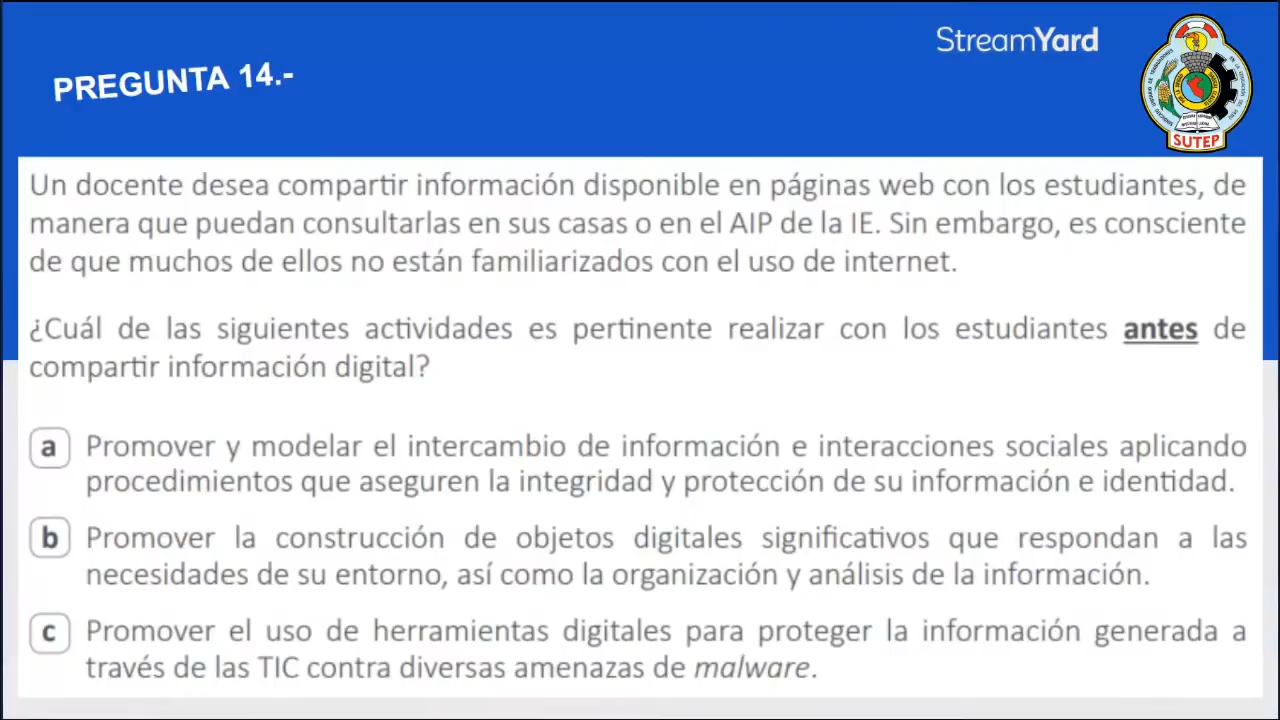 StreamYard
PREGUNTA 14.-
SUTEP
Un docente desea compartir información disponible en páginas web con los estudiantes, de
manera que puedan consultarlas en sus casas o en el AIP de la IE. Sin embargo, es consciente
de que muchos de ellos no están familiarizados con el uso de internet.
¿Cuál de las siguientes actividades es pertinente realizar con los estudiantes antes de
compartir información digital?
a Promover y modelar el intercambio de información e interacciones sociales aplicando
procedimientos que aseguren la integridad y protección de su información e identidad.
b Promover la construcción de objetos digitales significativos que respondan a las
necesidades de su entorno, así como la organización y análisis de la información.
c Promover el uso de herramientas digitales para proteger la información generada a
través de las TIC contra diversas amenazas de malware.